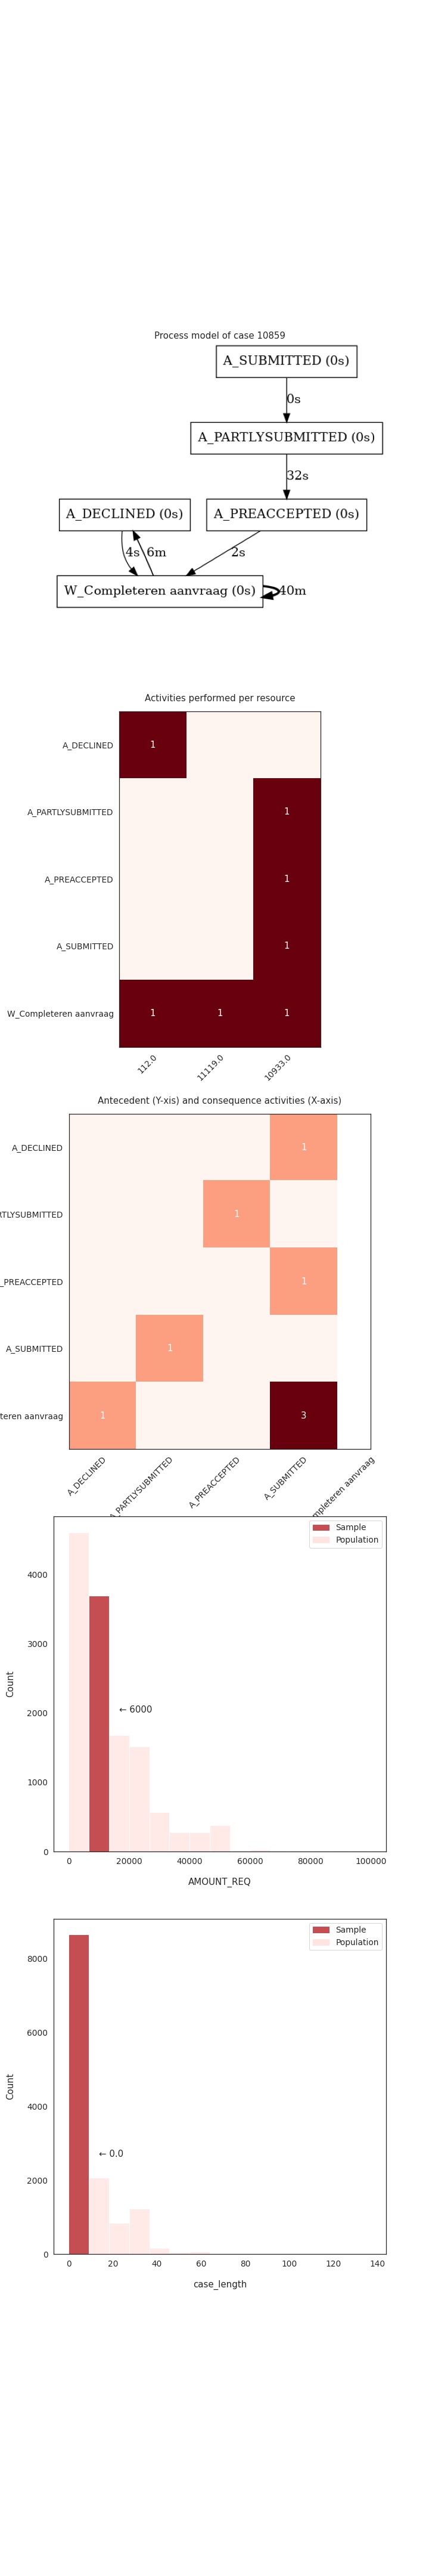 Process model of case 10859
A_SUBMITTED (0s)
0s
A_PARTLYSUBMITTED (0s)
32s
A_DECLINED (0s)
A_PREACCEPTED (0s)
4s
6m
2s
W_Completeren aanvraag (0s)
40m
Activities performed per resource
A_DECLINED
1
A_PARTLYSUBMITTED
1
A_PREACCEPTED
1
A_SUBMITTED
1
W_Completeren aanvraag
1 1 1
112.0 11119.0 10933.0
Antecedent (Y-xis) and consequence activities (X-axis)
A_DECLINED
1
RTLYSUBMITTED
1
_PREACCEPTED
1
A_SUBMITTED
1
teren aanvraag
1 3
A_DECLINED
A_PARTLYSUBMITTED
A_PREACCEPTED
A_SUBMITTED
mpleteren aanvraag
Sample
Population
4000
3000
2000
1000
0
Count
← 6000
0 20000 40000 60000 80000 100000
AMOUNT_REQ
Sample
Population
8000
6000
4000
2000
0
Count
← 0.0
0 20 40 60 80 100 120 140
case_length